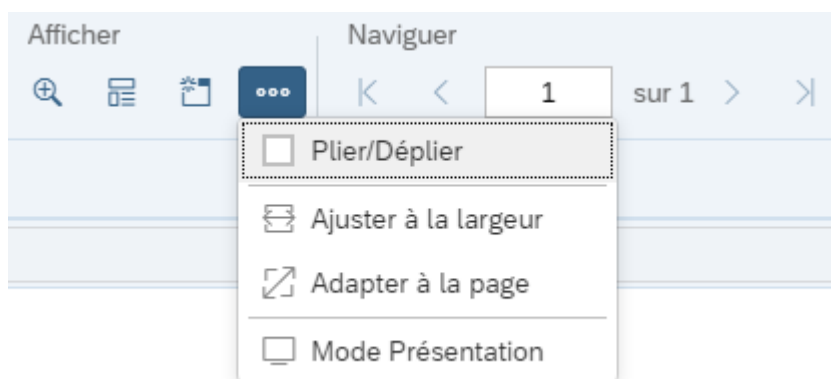 Afficher
Naviguer
1 sur 1
Plier/Déplier
Ajuster à la largeur
Adapter à la page
Mode Présentation